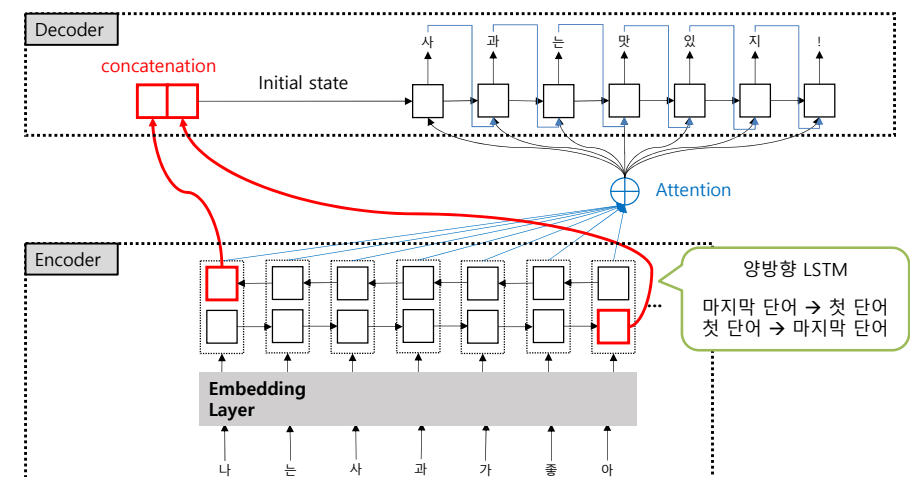 Decoder
concatenation
Initial state
사 과 는 맛 있 지 !
Attention
Encoder
양방향 LSTM
마지막 단어 → 첫 단어
첫 단어 → 마지막 단어
...
Embedding
Layer
나 는 사 과 가 좋 아